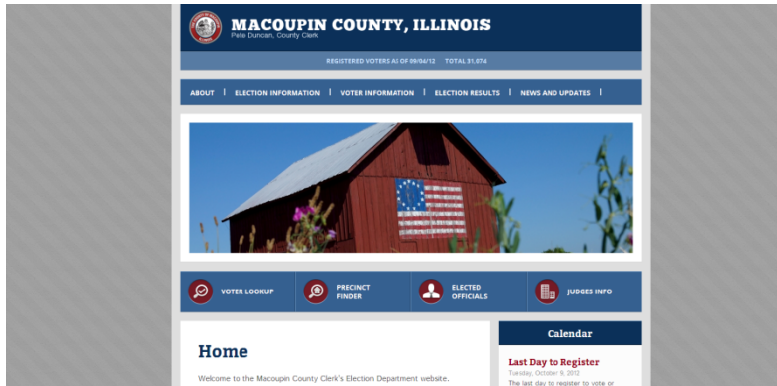 MACOUPIN COUNTY, ILLINOIS
Pete Duncan, County Clerk
REGISTERED VOTERS AS OF 09/04/12 TOTAL 31,074
ABOUT | ELECTION INFORMATION | VOTER INFORMATION | ELECTION RESULTS | NEWS AND UPDATES |
VOTER LOOKUP
PRECINCT
FINDER
ELECTED
OFFICIALS
JUDGES INFO
Home
Welcome to the Macoupin County Clerk's Election Department website.
Calendar
Last Day to Register
Tuesday, October 9, 2012
The last day to register to vote or